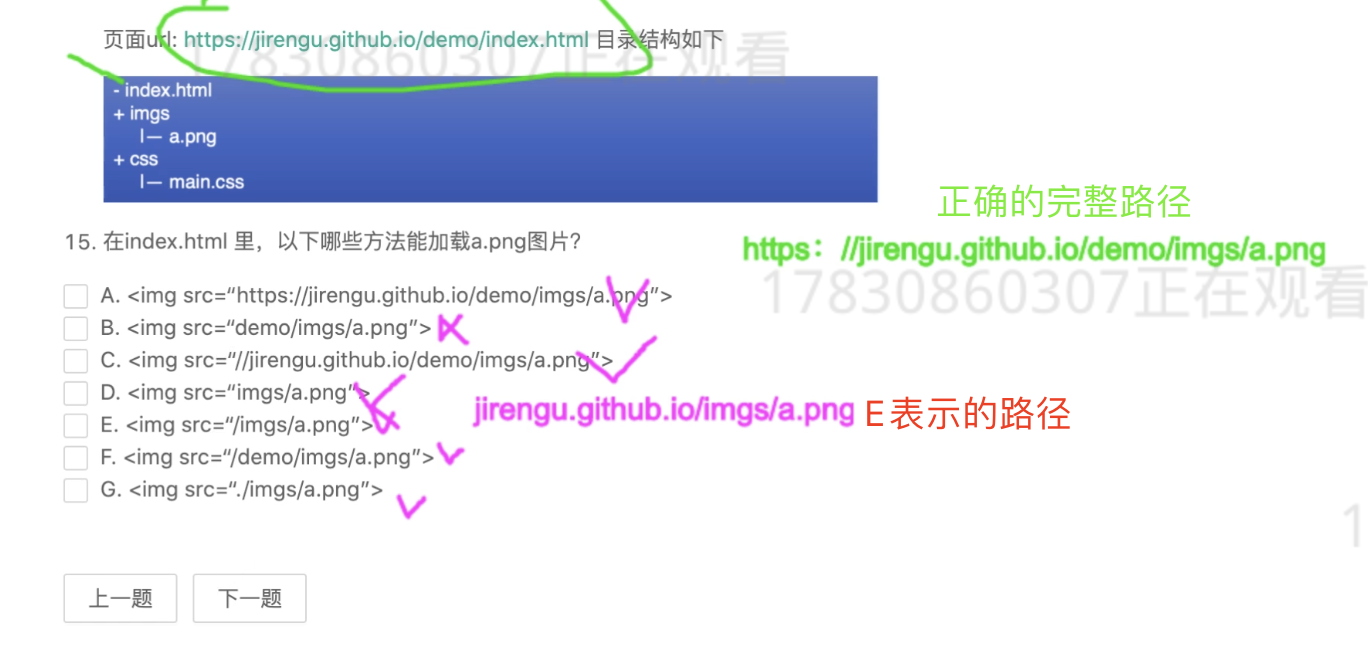 页面url: https://jirengu.github.io/demo/index.html 目录结构如下
17830860307正在观看
- index.html
+ imgs
|— a.png
+ css
|— main.css
正确的完整路径
15. 在index.html 里，以下哪些方法能加载a.png图片?
https：//jirengu.github.io/demo/imgs/a.png
17830860307正在观看
A. <img src=“https://jirengu.github.io/demo/imgs/a.png”>
B. <img src=“demo/imgs/a.png”>
C. <img src=“//jirengu.github.io/demo/imgs/a.png”>
D. <img src=“imgs/a.png”>
jirengu.github.io/imgs/a.png E表示的路径
E. <img src=“/imgs/a.png”>
F. <img src=“/demo/imgs/a.png”>
G. <img src=“./imgs/a.png”>
1
上一题 下一题